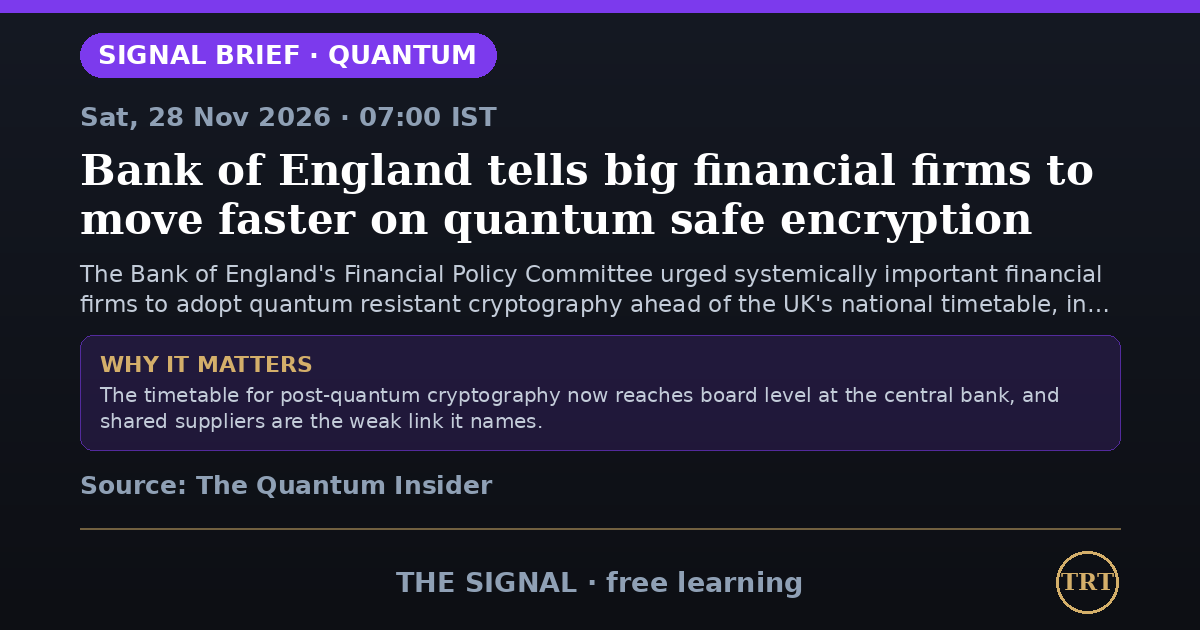 SIGNAL BRIEF · QUANTUM
Sat, 28 Nov 2026 · 07:00 IST
Bank of England tells big financial firms to
move faster on quantum safe encryption
The Bank of England's Financial Policy Committee urged systemically important financial
firms to adopt quantum resistant cryptography ahead of the UK's national timetable, in…
WHY IT MATTERS
The timetable for post-quantum cryptography now reaches board level at the central bank, and
shared suppliers are the weak link it names.
Source: The Quantum Insider
THE SIGNAL · free learning
TRT